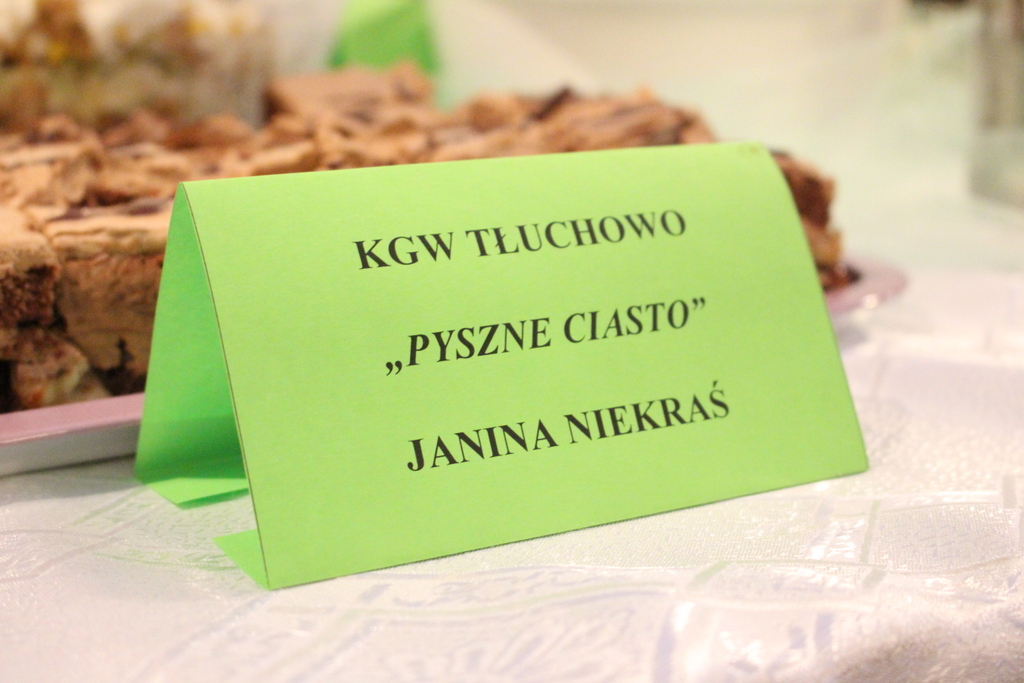 KGW TŁUCHOWO
„PYSZNE CIASTO”
JANINA NIEKRAŚ